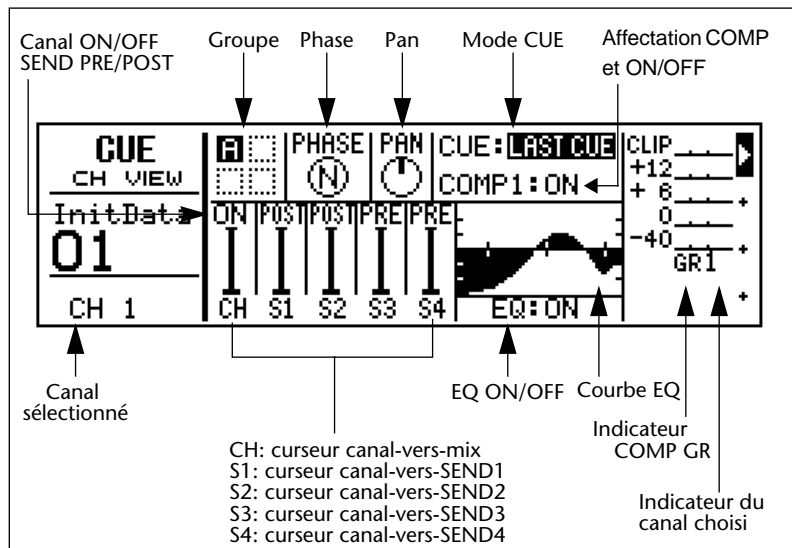 Canal ON/OFF
SEND PRE/POST
Groupe
Phase
Pan
Mode CUE
Affectation COMP
et ON/OFF
CUE
CH VIEW
InitData
01
CH 1
A
PHASE
N
PAN
CUE: LAST CUE
COMP1: ON
ON POST POST PRE PRE
CH S1 S2 S3 S4
EQ: ON
CLIP
+12
+ 6
0
-40
GR1
Canal
sélectionné
EQ ON/OFF
Courbe EQ
Indicateur
COMP GR
Indicateur du
canal choisi
CH: curseur canal-vers-mix
S1: curseur canal-vers-SEND1
S2: curseur canal-vers-SEND2
S3: curseur canal-vers-SEND3
S4: curseur canal-vers-SEND4